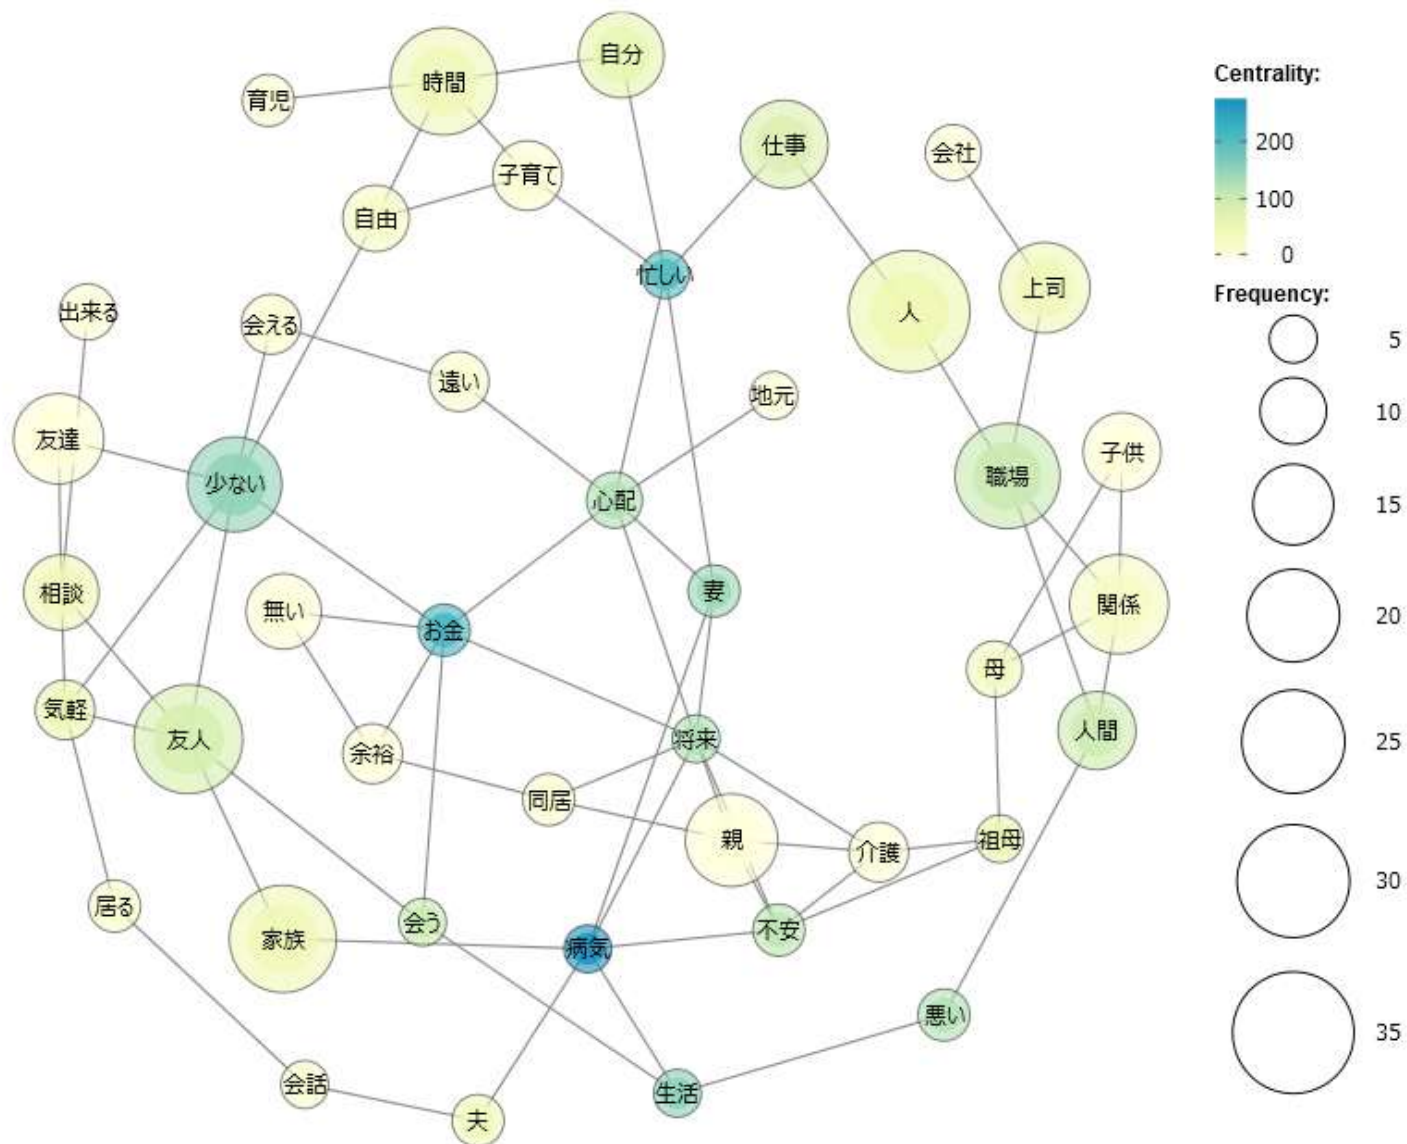 自分
時間
育児
仕事
会社
子育て
自由
忙しい
上司
出来る
会える
人
遠い
地元
友達
少ない
心配
職場
子供
相談
無い
お金
妻
関係
母
気軽
友人
余裕
将来
人間
同居
親
介護
祖母
居る
家族
会う
病気
不安
悪い
会話
夫
生活
Centrality:
200
100
0
Frequency:
5
10
15
20
25
30
35